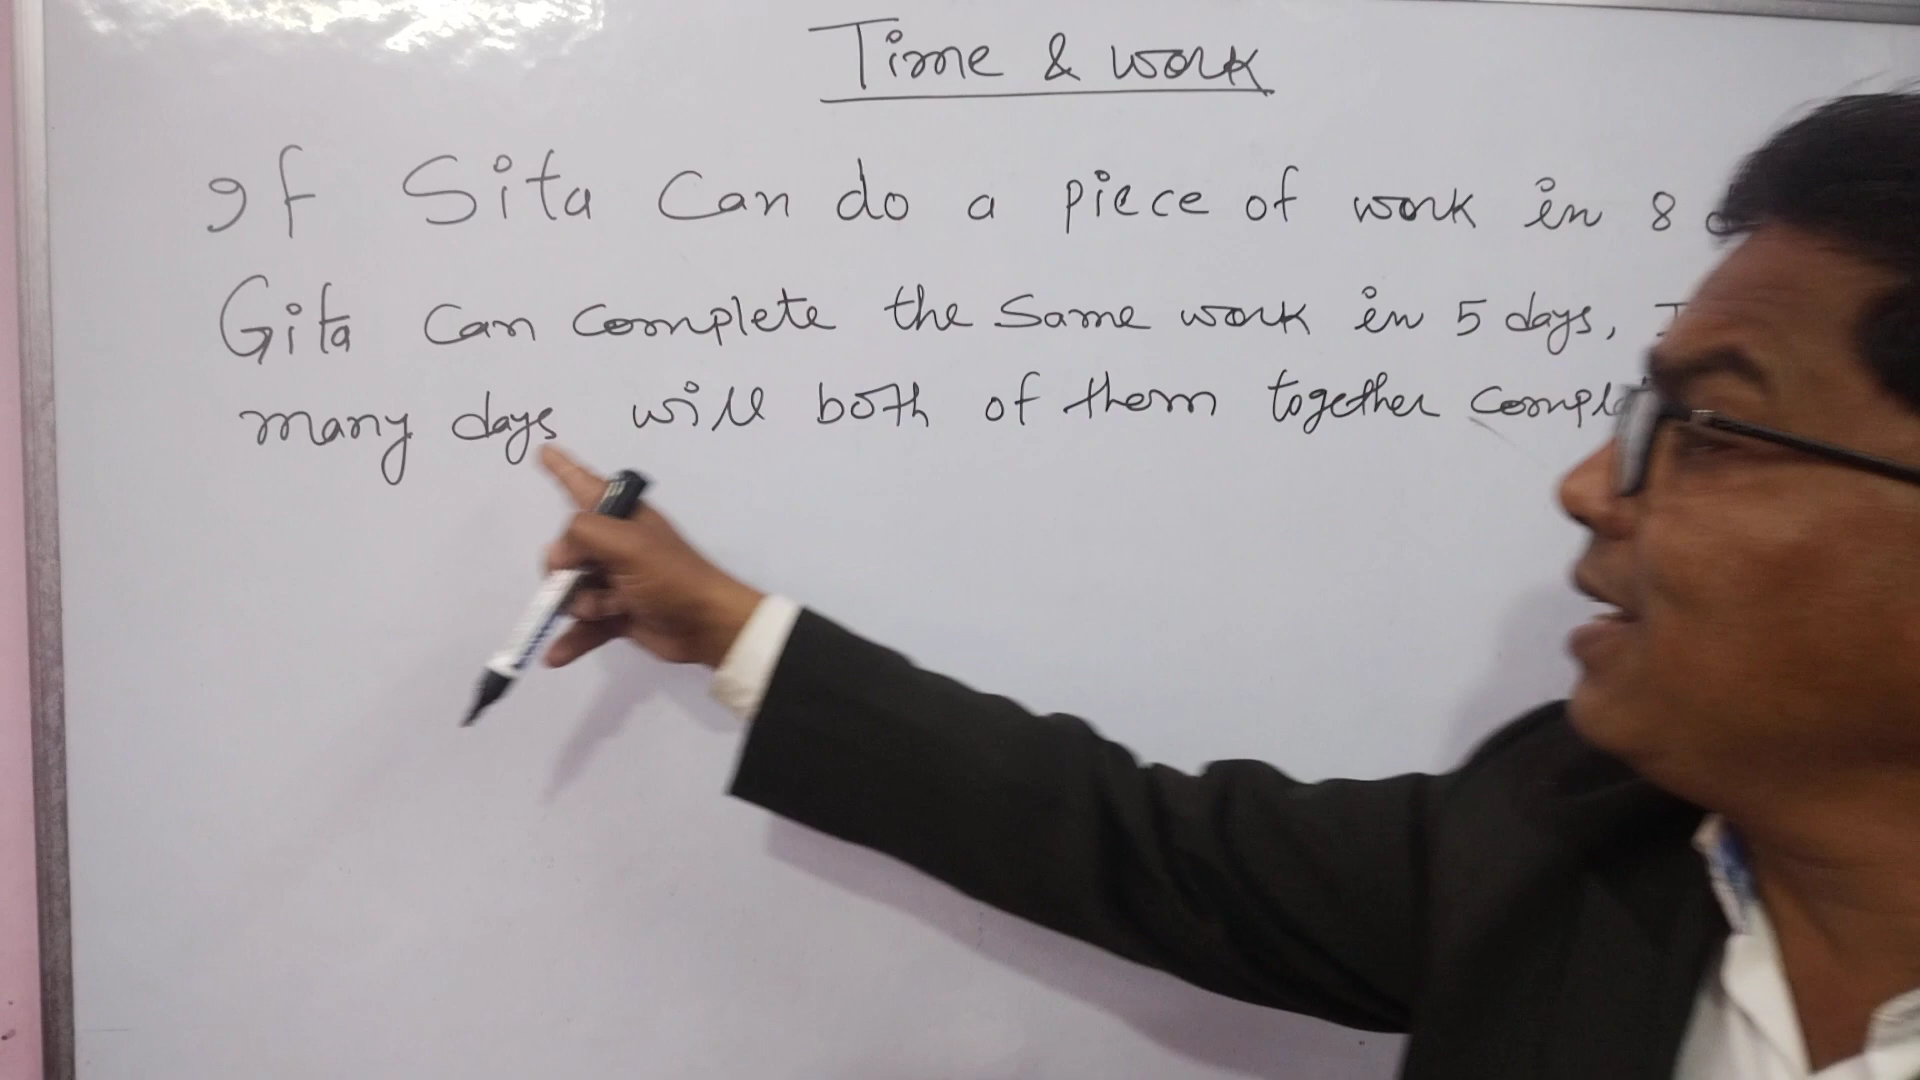 Time & work
If Sita Can do a piece of work in 8
Gita Can complete the Same work in 5 days,
many days will both of them together